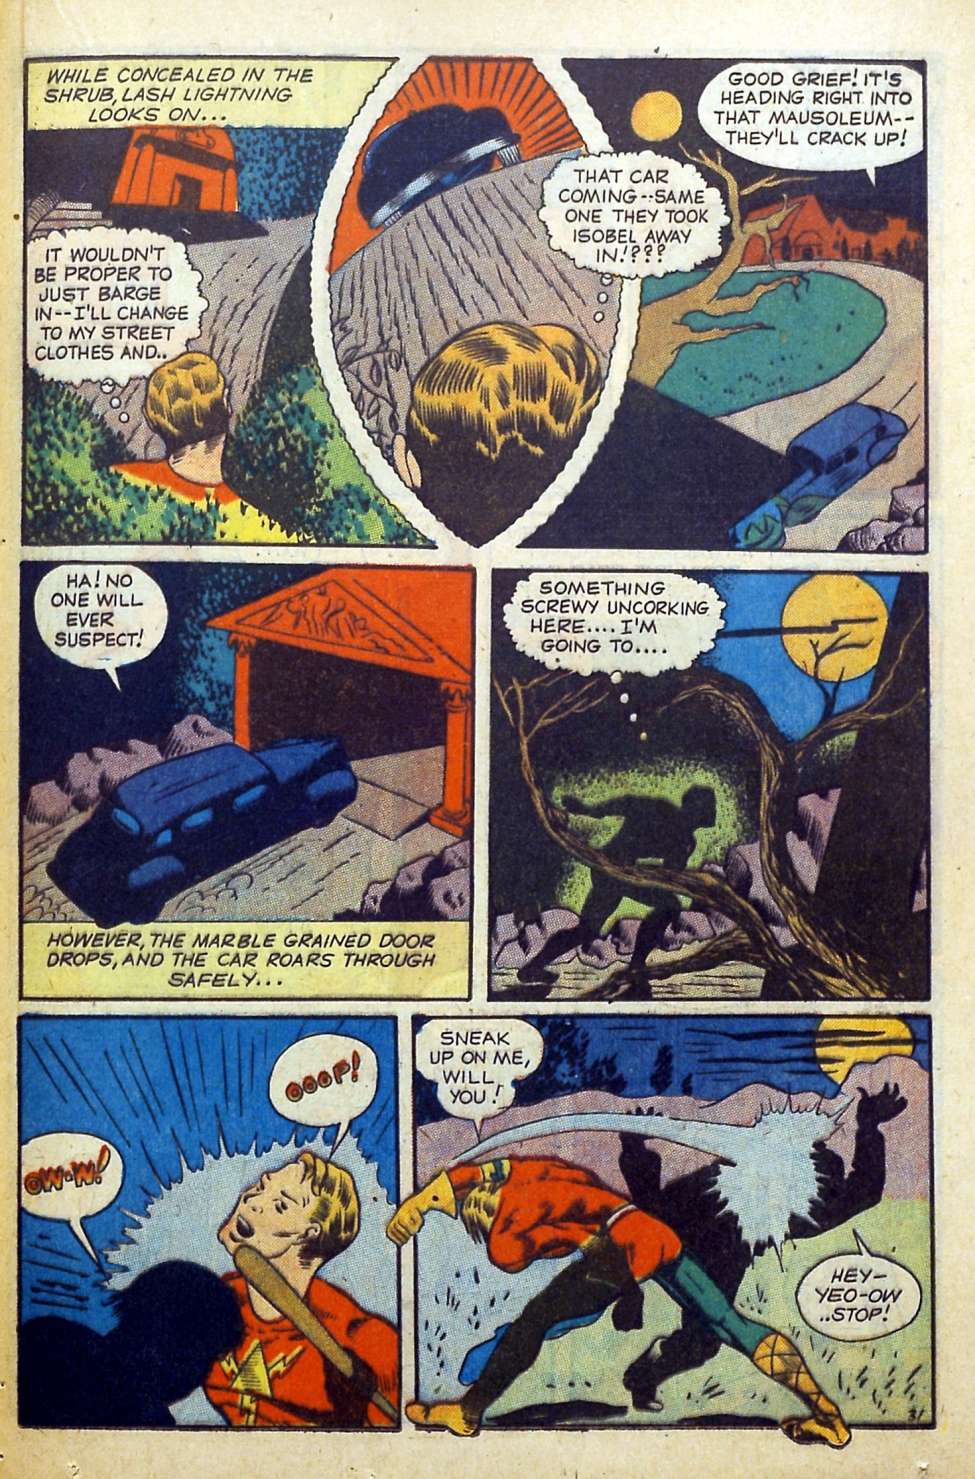 WHILE CONCEALED IN THE
SHRUB, LASH LIGHTNING
LOOKS ON...
IT WOULDN'T
BE PROPER TO
JUST BARGE
IN--I'LL CHANGE
TO MY STREET
CLOTHES AND..
THAT CAR
COMING--SAME
ONE THEY TOOK
ISOBEL AWAY
IN!???
GOOD GRIEF! IT'S
HEADING RIGHT INTO
THAT MAUSOLEUM--
THEY'LL CRACK UP!
HA! NO
ONE WILL
EVER
SUSPECT!
HOWEVER, THE MARBLE GRAINED DOOR
DROPS, AND THE CAR ROARS THROUGH
SAFELY...
SOMETHING
SCREWY UNCORKING
HERE....I'M
GOING TO....
OW-W!
OOOP!
SNEAK
UP ON ME,
WILL
YOU!
HEY-
YEO-OW
..STOP!
31